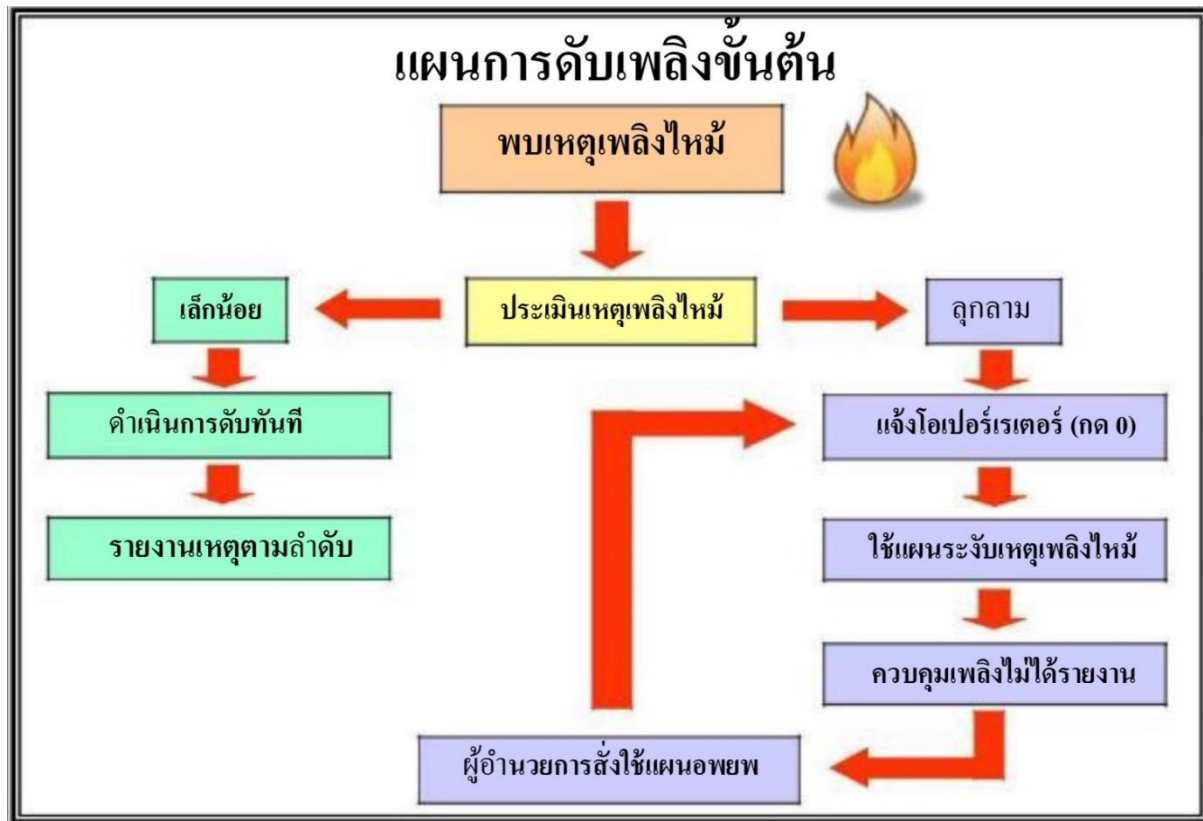 แผนการดับเพลิงขั้นต้น
พบเหตุเพลิงไหม้
เล็กน้อย
ประเมินเหตุเพลิงไหม้
ลุกลาม
ดำเนินการดับทันที
แจ้งโอเปอร์เรเตอร์ (กด 0)
รายงานเหตุตามลำดับ
ใช้แผนระงับเหตุเพลิงไหม้
ควบคุมเพลิงไม่ได้รายงาน
ผู้อำนวยการสั่งใช้แผนอพยพ